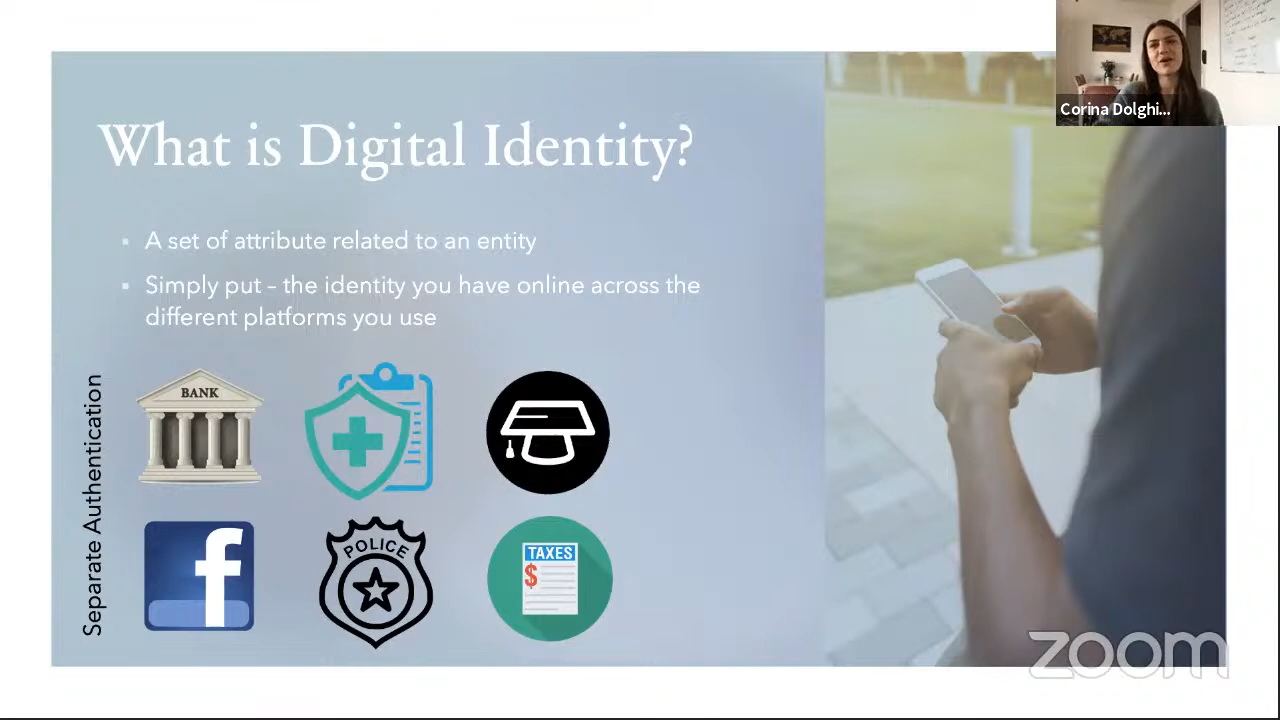 Corina Dolghi...
What is Digital Identity?
A set of attribute related to an entity
Simply put – the identity you have online across the
different platforms you use
Separate Authentication
BANK
f
POLICE
TAXES
$
zoom